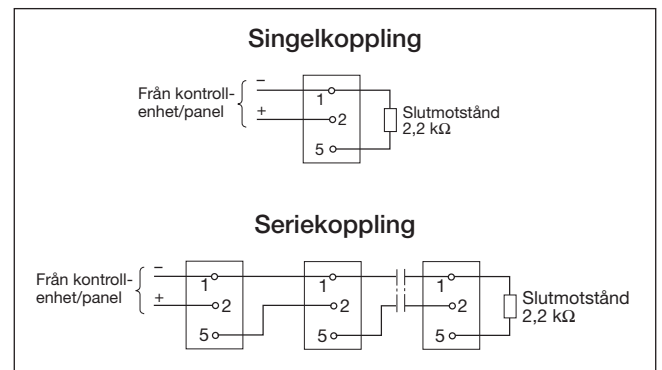 Singelkoppling
Från kontroll-
enhet/panel
–
+
1
2
5
Slutmotstånd
2,2 kΩ
Seriekoppling
Från kontroll-
enhet/panel
–
+
1
2
5
1
2
5
1
2
5
Slutmotstånd
2,2 kΩ